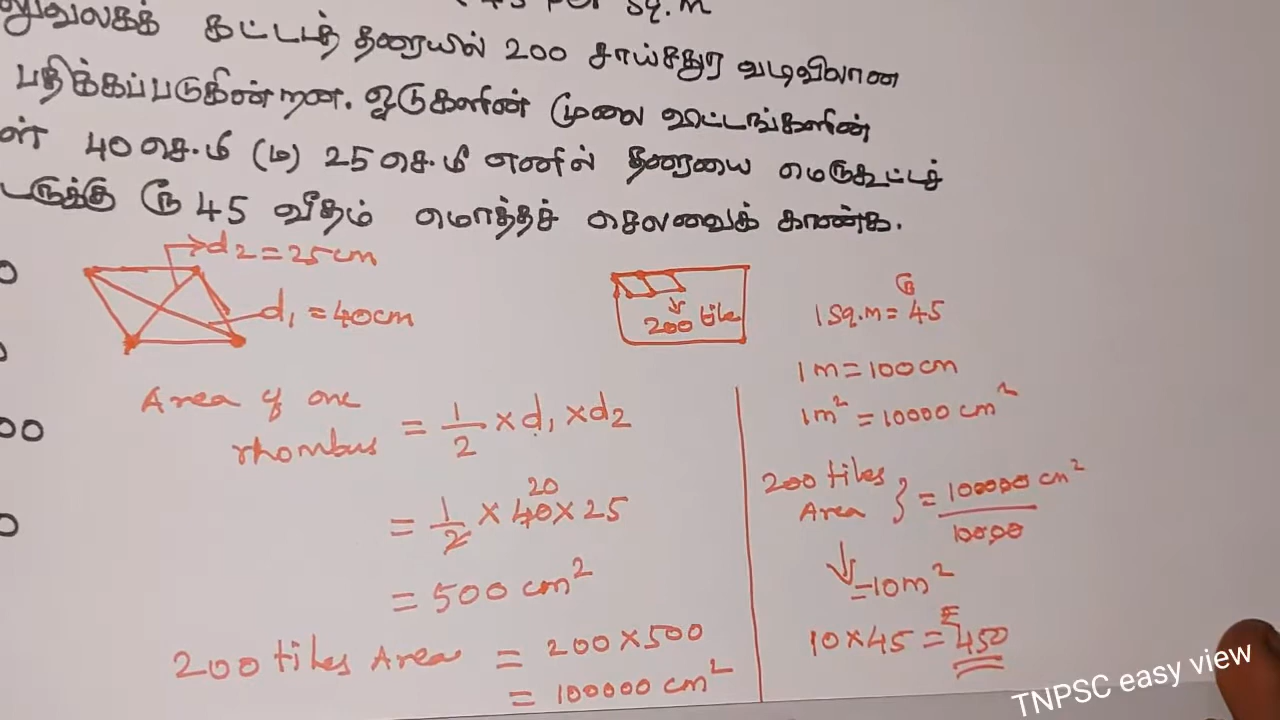 45 per sq.m
கட்டடத் தரையில் 200 சாய்சதுர வடிவிலான
பதிக்கப்படுகின்றன. ஓடுகளின் மூலை விட்டங்களின்
40 செ.மீ (ம) 25 செ.மீ எனில் தரையை மெருகூட்டச்
ரூ 45 வீதம் மொத்தச் செலவைக் காண்க.
d2 = 25cm
d1 = 40cm
200 tile
1 Sq.m = ரூ 45
1m = 100cm
1m² = 10000 cm²
Area of one
rhombus = 1/2 × d1 × d2
20
= 1/2 × 40 × 25
= 500 cm²
200 tiles Area = 200 × 500
= 100000 cm²
200 tiles
Area } = 100000 cm² / 10000
= 10m²
10 × 45 = 450
TNPSC easy view